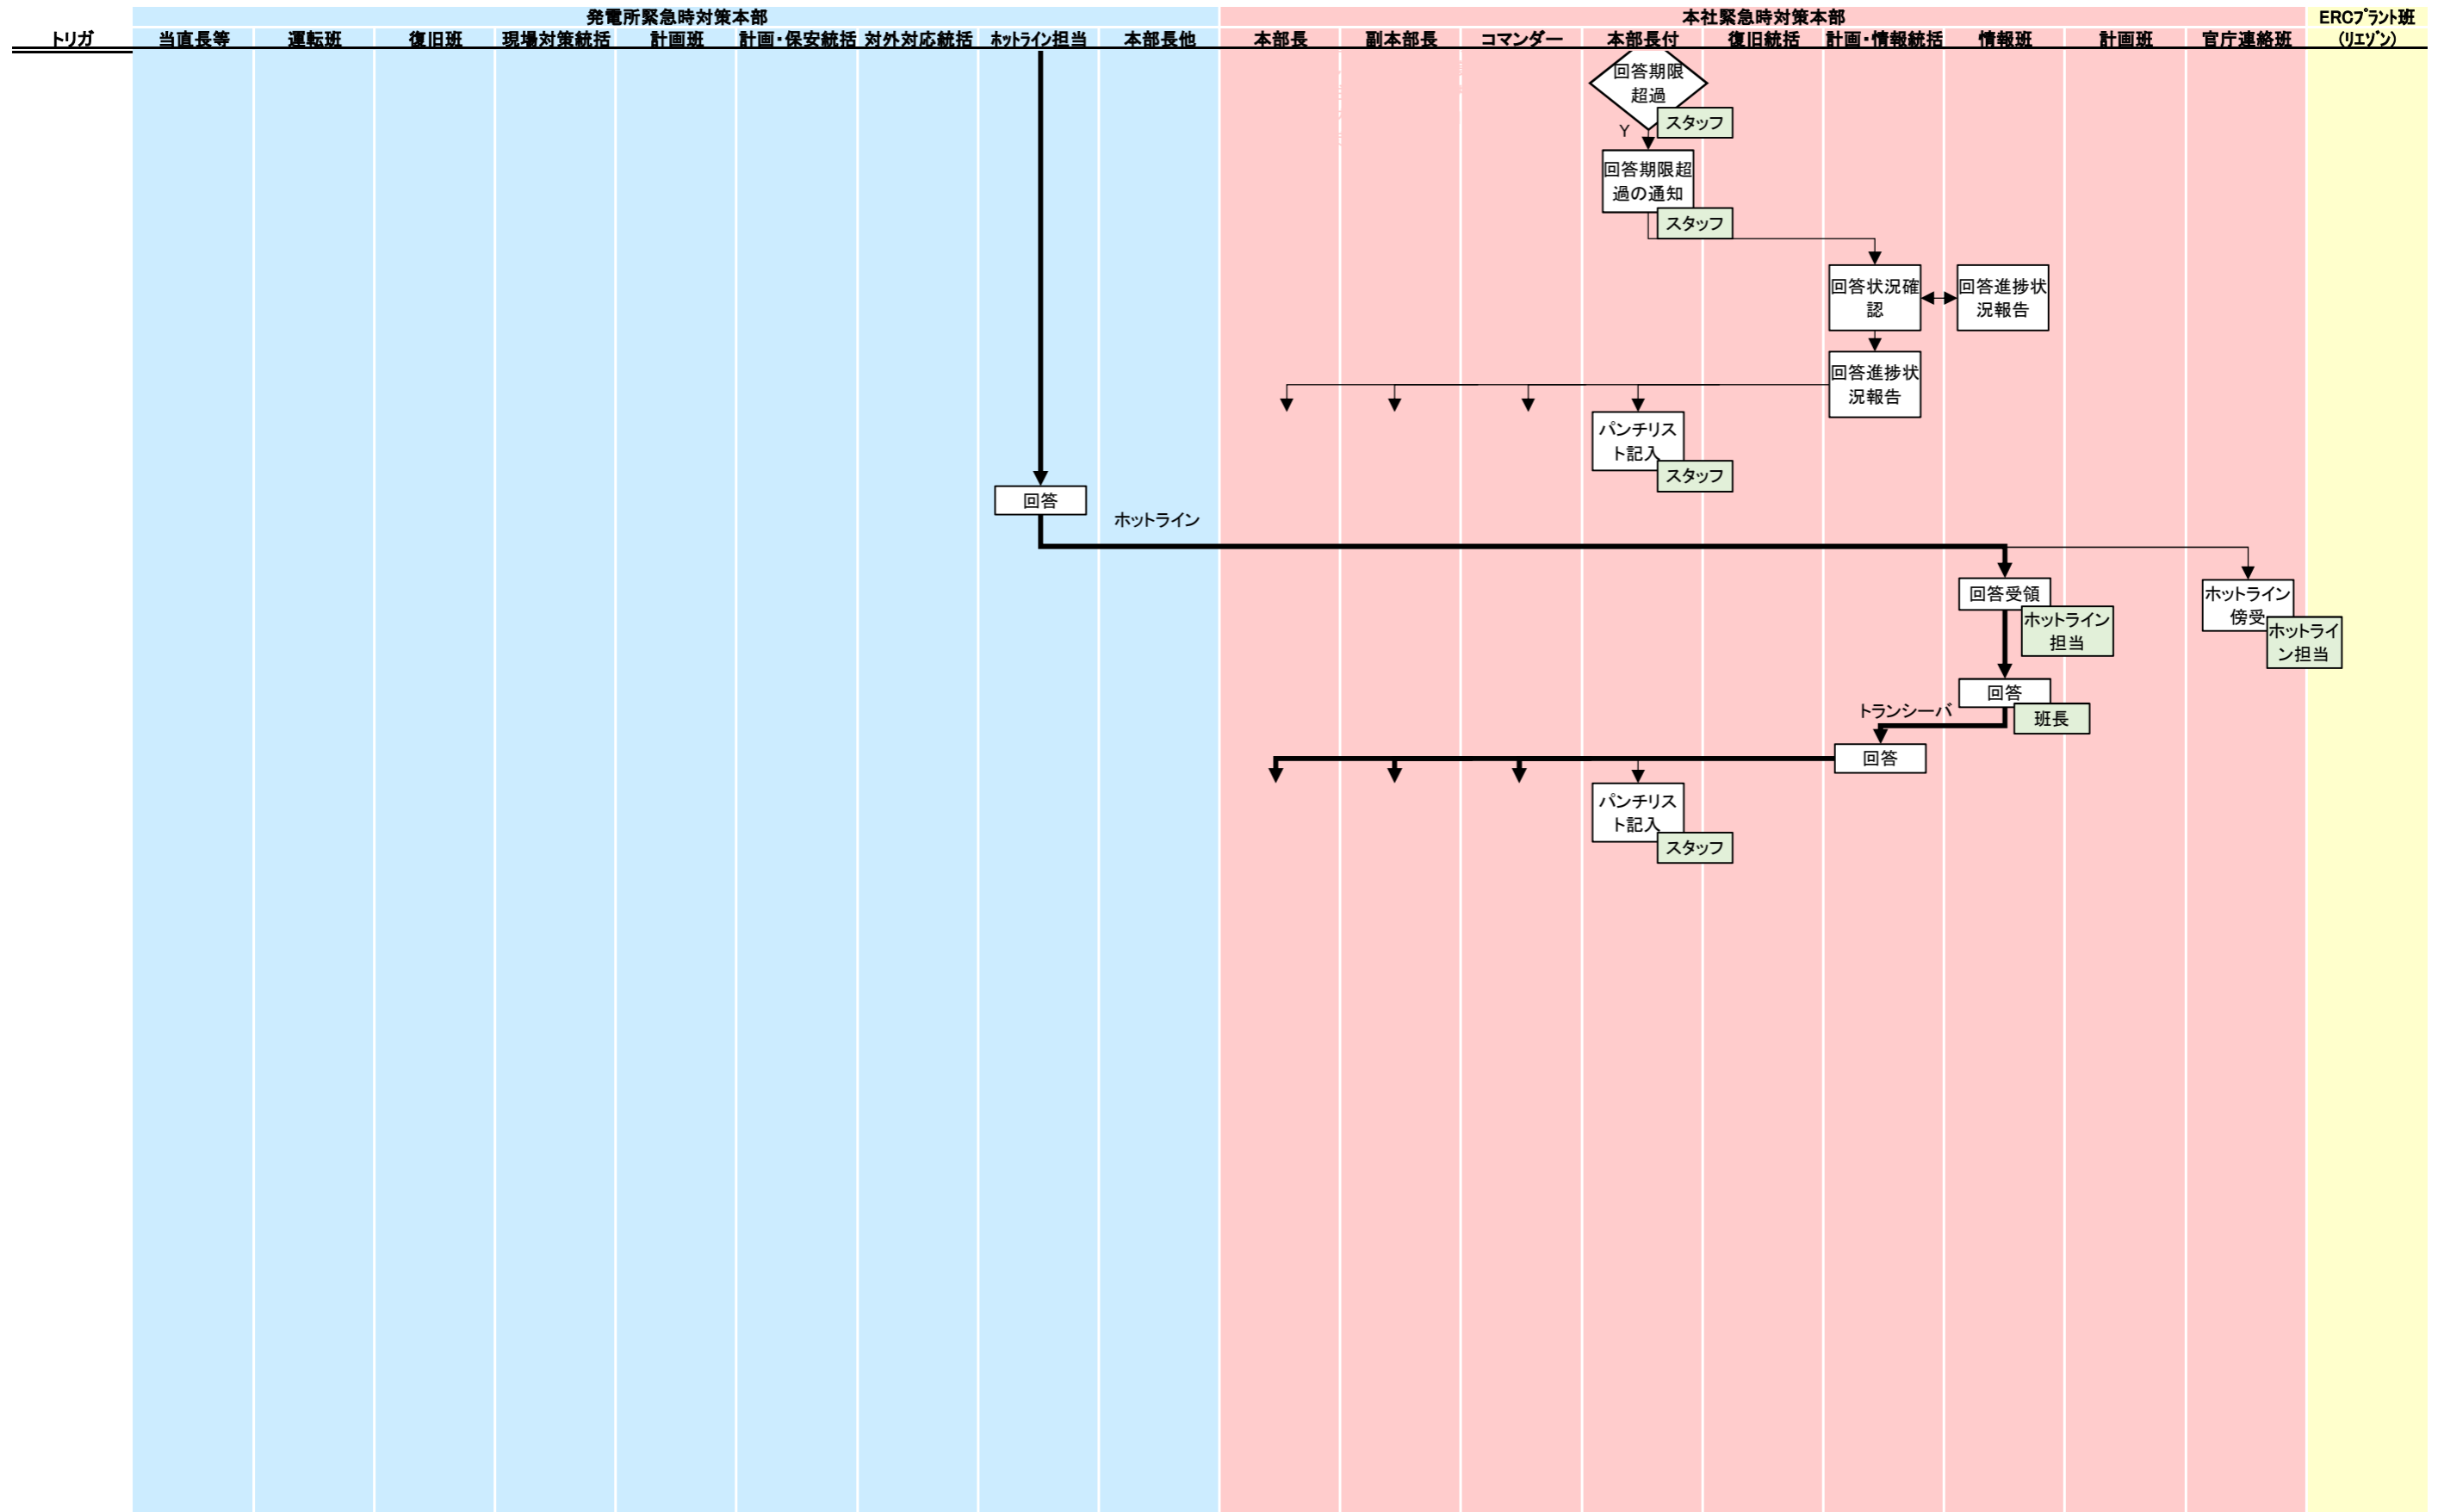 発電所緊急時対策本部 本社緊急時対策本部 ERCﾌﾟﾗﾝﾄ班
トリガ 当直長等 運転班 復旧班 現場対策統括 計画班 計画・保安統括 対外対応統括 ﾎｯﾄﾗｲﾝ担当 本部長他 本部長 副本部長 コマンダー 本部長付 復旧統括 計画・情報統括 情報班 計画班 官庁連絡班 (ﾘｴｿﾞﾝ)
回答期限
超過
スタッフ
Y
回答期限超
過の通知
スタッフ
回答状況確
認
回答進捗状
況報告
回答進捗状
況報告
パンチリス
ト記入
スタッフ
回答
ホットライン
回答受領
ホットライン
担当
ホットライン
傍受
ホットライ
ン担当
回答
班長
トランシーバ
回答
パンチリス
ト記入
スタッフ